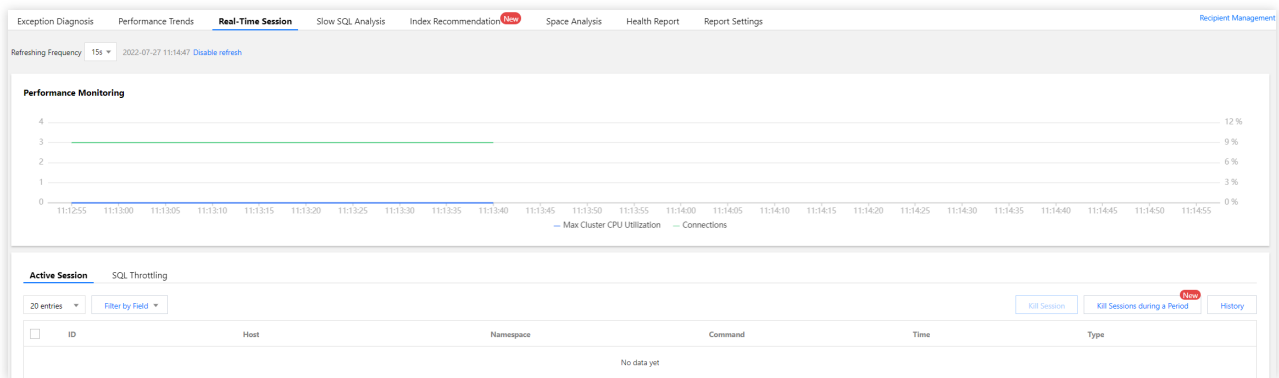 Exception Diagnosis Performance Trends Real-Time Session Slow SQL Analysis Index Recommendation New Space Analysis Health Report Report Settings Recipient Management
Refreshing Frequency 15s 2022-07-27 11:14:47 Disable refresh
Performance Monitoring
4 12 %
3 9 %
2 6 %
1 3 %
0 0 %
11:12:55 11:13:00 11:13:05 11:13:10 11:13:15 11:13:20 11:13:25 11:13:30 11:13:35 11:13:40 11:13:45 11:13:50 11:13:55 11:14:00 11:14:05 11:14:10 11:14:15 11:14:20 11:14:25 11:14:30 11:14:35 11:14:40 11:14:45 11:14:50 11:14:55
Max Cluster CPU Utilization Connections
Active Session SQL Throttling
20 entries Filter by Field Kill Session Kill Sessions during a Period New History
ID Host Namespace Command Time Type
No data yet